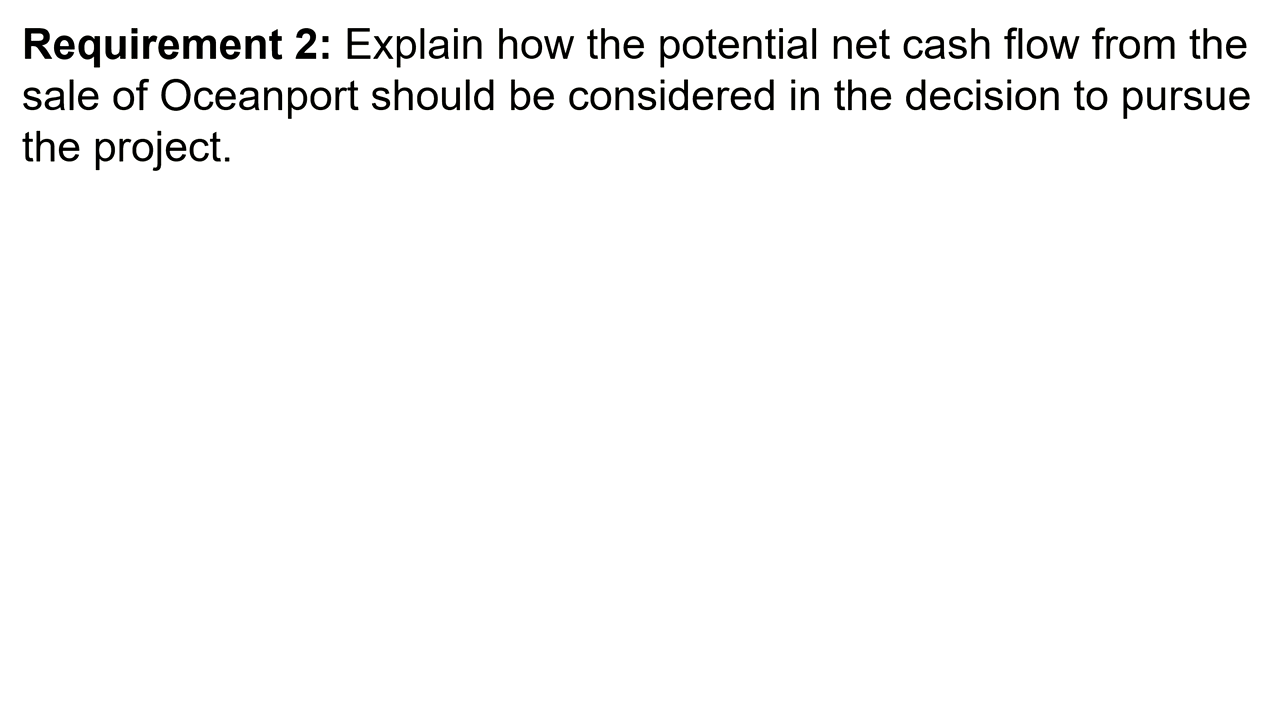 Requirement 2: Explain how the potential net cash flow from the
sale of Oceanport should be considered in the decision to pursue
the project.